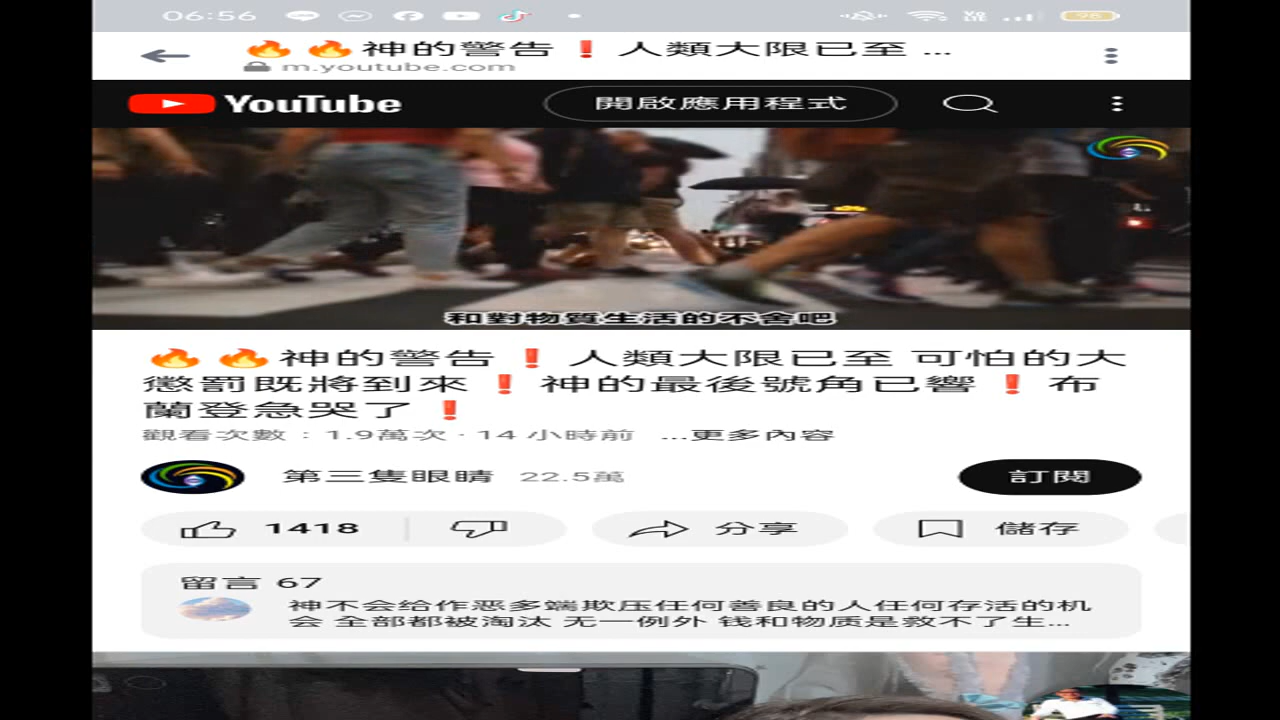 06:56
98
🔥🔥神的警告❗人類大限已至 ...
m.youtube.com
YouTube
開啟應用程式
和對物質生活的不舍吧
🔥🔥神的警告❗人類大限已至 可怕的大
懲罰既將到來❗神的最後號角已響❗布
蘭登急哭了❗
觀看次數：1.9萬次 · 14 小時前 ...更多內容
第三隻眼睛 22.5萬
訂閱
1418
分享
儲存
留言 67
神不会给作恶多端欺压任何善良的人任何存活的机
会 全部都被淘汰 无一例外 钱和物质是救不了生...